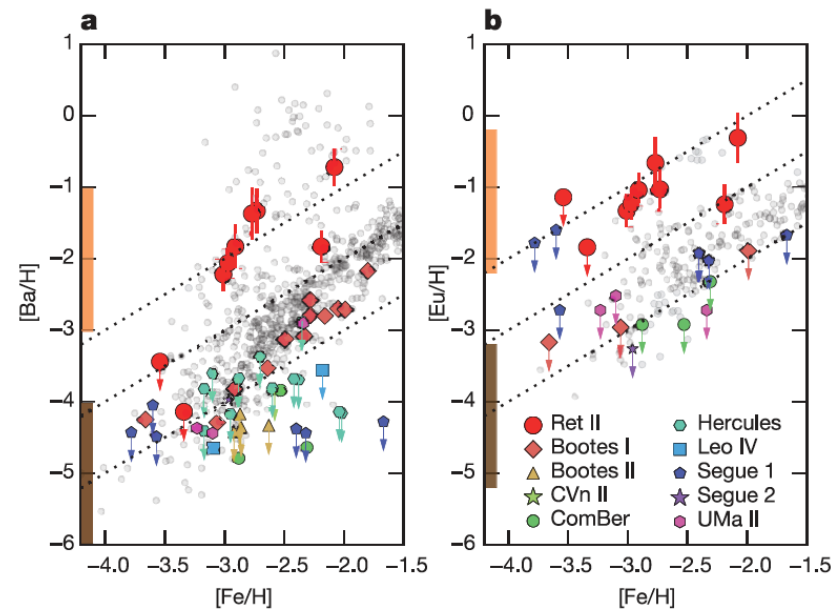 a
b
1
0
−1
−2
−3
−4
−5
−6
[Ba/H]
−4.0 −3.5 −3.0 −2.5 −2.0 −1.5
[Fe/H]
1
0
−1
−2
−3
−4
−5
−6
[Eu/H]
−4.0 −3.5 −3.0 −2.5 −2.0 −1.5
[Fe/H]
Ret II
Bootes I
Bootes II
CVn II
ComBer
Hercules
Leo IV
Segue 1
Segue 2
UMa II